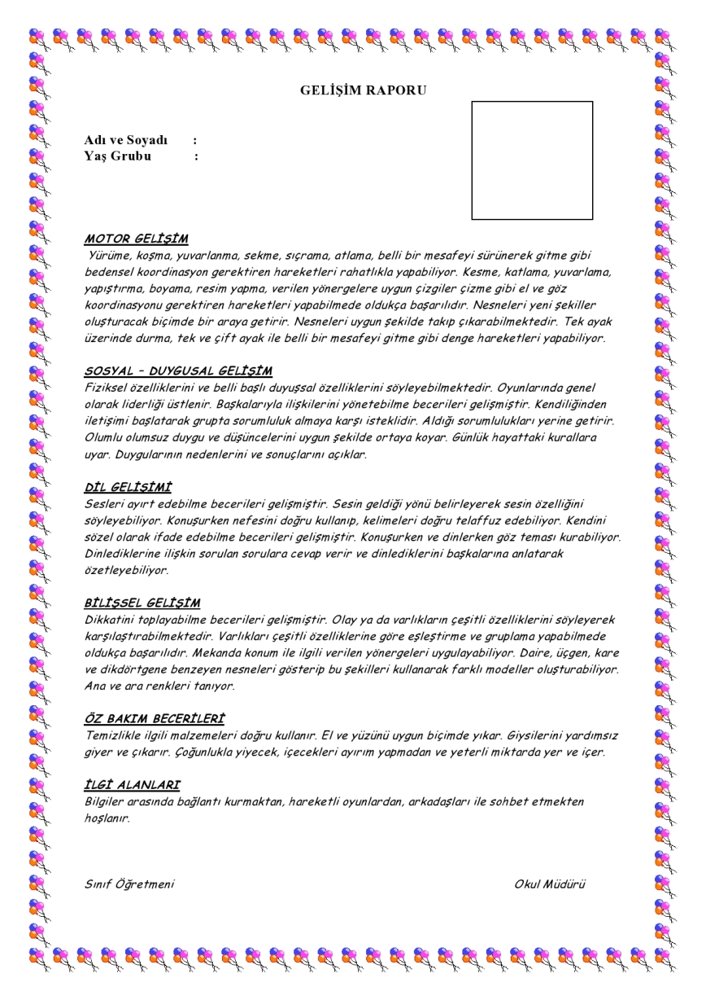 GELİŞİM RAPORU
Adı ve Soyadı :
Yaş Grubu :
MOTOR GELİŞİM
Yürüme, koşma, yuvarlanma, sekme, sıçrama, atlama, belli bir mesafeyi sürünerek gitme gibi
bedensel koordinasyon gerektiren hareketleri rahatlıkla yapabiliyor. Kesme, katlama, yuvarlama,
yapıştırma, boyama, resim yapma, verilen yönergelere uygun çizgiler çizme gibi el ve göz
koordinasyonu gerektiren hareketleri yapabilmede oldukça başarılıdır. Nesneleri yeni şekiller
oluşturacak biçimde bir araya getirir. Nesneleri uygun şekilde takıp çıkarabilmektedir. Tek ayak
üzerinde durma, tek ve çift ayak ile belli bir mesafeyi gitme gibi denge hareketleri yapabiliyor.
SOSYAL – DUYGUSAL GELİŞİM
Fiziksel özelliklerini ve belli başlı duyuşsal özelliklerini söyleyebilmektedir. Oyunlarında genel
olarak liderliği üstlenir. Başkalarıyla ilişkilerini yönetebilme becerileri gelişmiştir. Kendiliğinden
iletişimi başlatarak grupta sorumluluk almaya karşı isteklidir. Aldığı sorumlulukları yerine getirir.
Olumlu olumsuz duygu ve düşüncelerini uygun şekilde ortaya koyar. Günlük hayattaki kurallara
uyar. Duygularının nedenlerini ve sonuçlarını açıklar.
DİL GELİŞİMİ
Sesleri ayırt edebilme becerileri gelişmiştir. Sesin geldiği yönü belirleyerek sesin özelliğini
söyleyebiliyor. Konuşurken nefesini doğru kullanıp, kelimeleri doğru telaffuz edebiliyor. Kendini
sözel olarak ifade edebilme becerileri gelişmiştir. Konuşurken ve dinlerken göz teması kurabiliyor.
Dinlediklerine ilişkin sorulan sorulara cevap verir ve dinlediklerini başkalarına anlatarak
özetleyebiliyor.
BİLİŞSEL GELİŞİM
Dikkatini toplayabilme becerileri gelişmiştir. Olay ya da varlıkların çeşitli özelliklerini söyleyerek
karşılaştırabilmektedir. Varlıkları çeşitli özelliklerine göre eşleştirme ve gruplama yapabilmede
oldukça başarılıdır. Mekanda konum ile ilgili verilen yönergeleri uygulayabiliyor. Daire, üçgen, kare
ve dikdörtgene benzeyen nesneleri gösterip bu şekilleri kullanarak farklı modeller oluşturabiliyor.
Ana ve ara renkleri tanıyor.
ÖZ BAKIM BECERİLERİ
Temizlikle ilgili malzemeleri doğru kullanır. El ve yüzünü uygun biçimde yıkar. Giysilerini yardımsız
giyer ve çıkarır. Çoğunlukla yiyecek, içecekleri ayırım yapmadan ve yeterli miktarda yer ve içer.
İLGİ ALANLARI
Bilgiler arasında bağlantı kurmaktan, hareketli oyunlardan, arkadaşları ile sohbet etmekten
hoşlanır.
Sınıf Öğretmeni Okul Müdürü